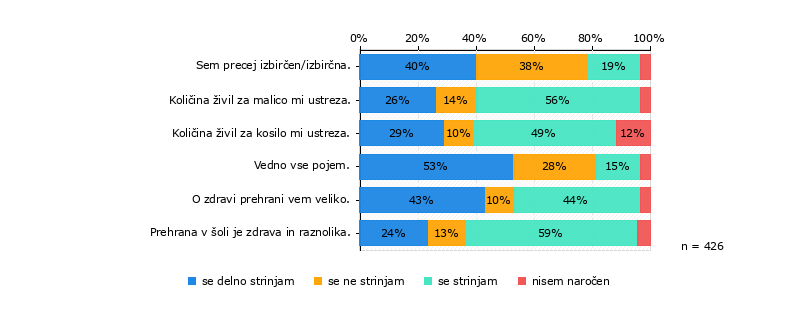 0% 20% 40% 60% 80% 100%
Sem precej izbirčen/izbirčna. 40% 38% 19%
Količina živil za malico mi ustreza. 26% 14% 56%
Količina živil za kosilo mi ustreza. 29% 10% 49% 12%
Vedno vse pojem. 53% 28% 15%
O zdravi prehrani vem veliko. 43% 10% 44%
Prehrana v šoli je zdrava in raznolika. 24% 13% 59%
n = 426
se delno strinjam se ne strinjam se strinjam nisem naročen